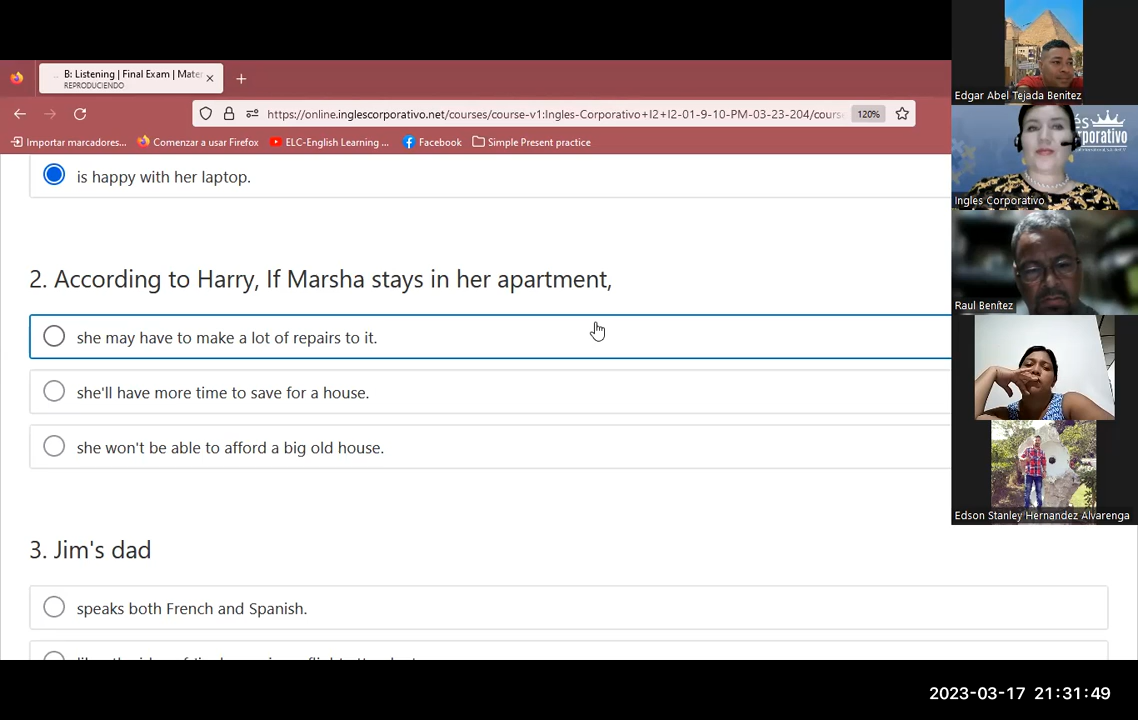 Edgar Abel Tejada Benitez
B: Listening | Final Exam | Mate
REPRODUCIENDO
https://online.inglescorporativo.net/courses/course-v1:Ingles-Corporativo+I2+I2-01-9-10-PM-03-23-204/cours
120%
Importar marcadores...
Comenzar a usar Firefox
ELC-English Learning ...
Facebook
Simple Present practice
és
rporativo
Ingles Corporativo
is happy with her laptop.
2. According to Harry, If Marsha stays in her apartment,
Raul Benítez
she may have to make a lot of repairs to it.
she'll have more time to save for a house.
she won't be able to afford a big old house.
Edson Stanley Hernandez Alvarenga
3. Jim's dad
speaks both French and Spanish.
2023-03-17 21:31:49